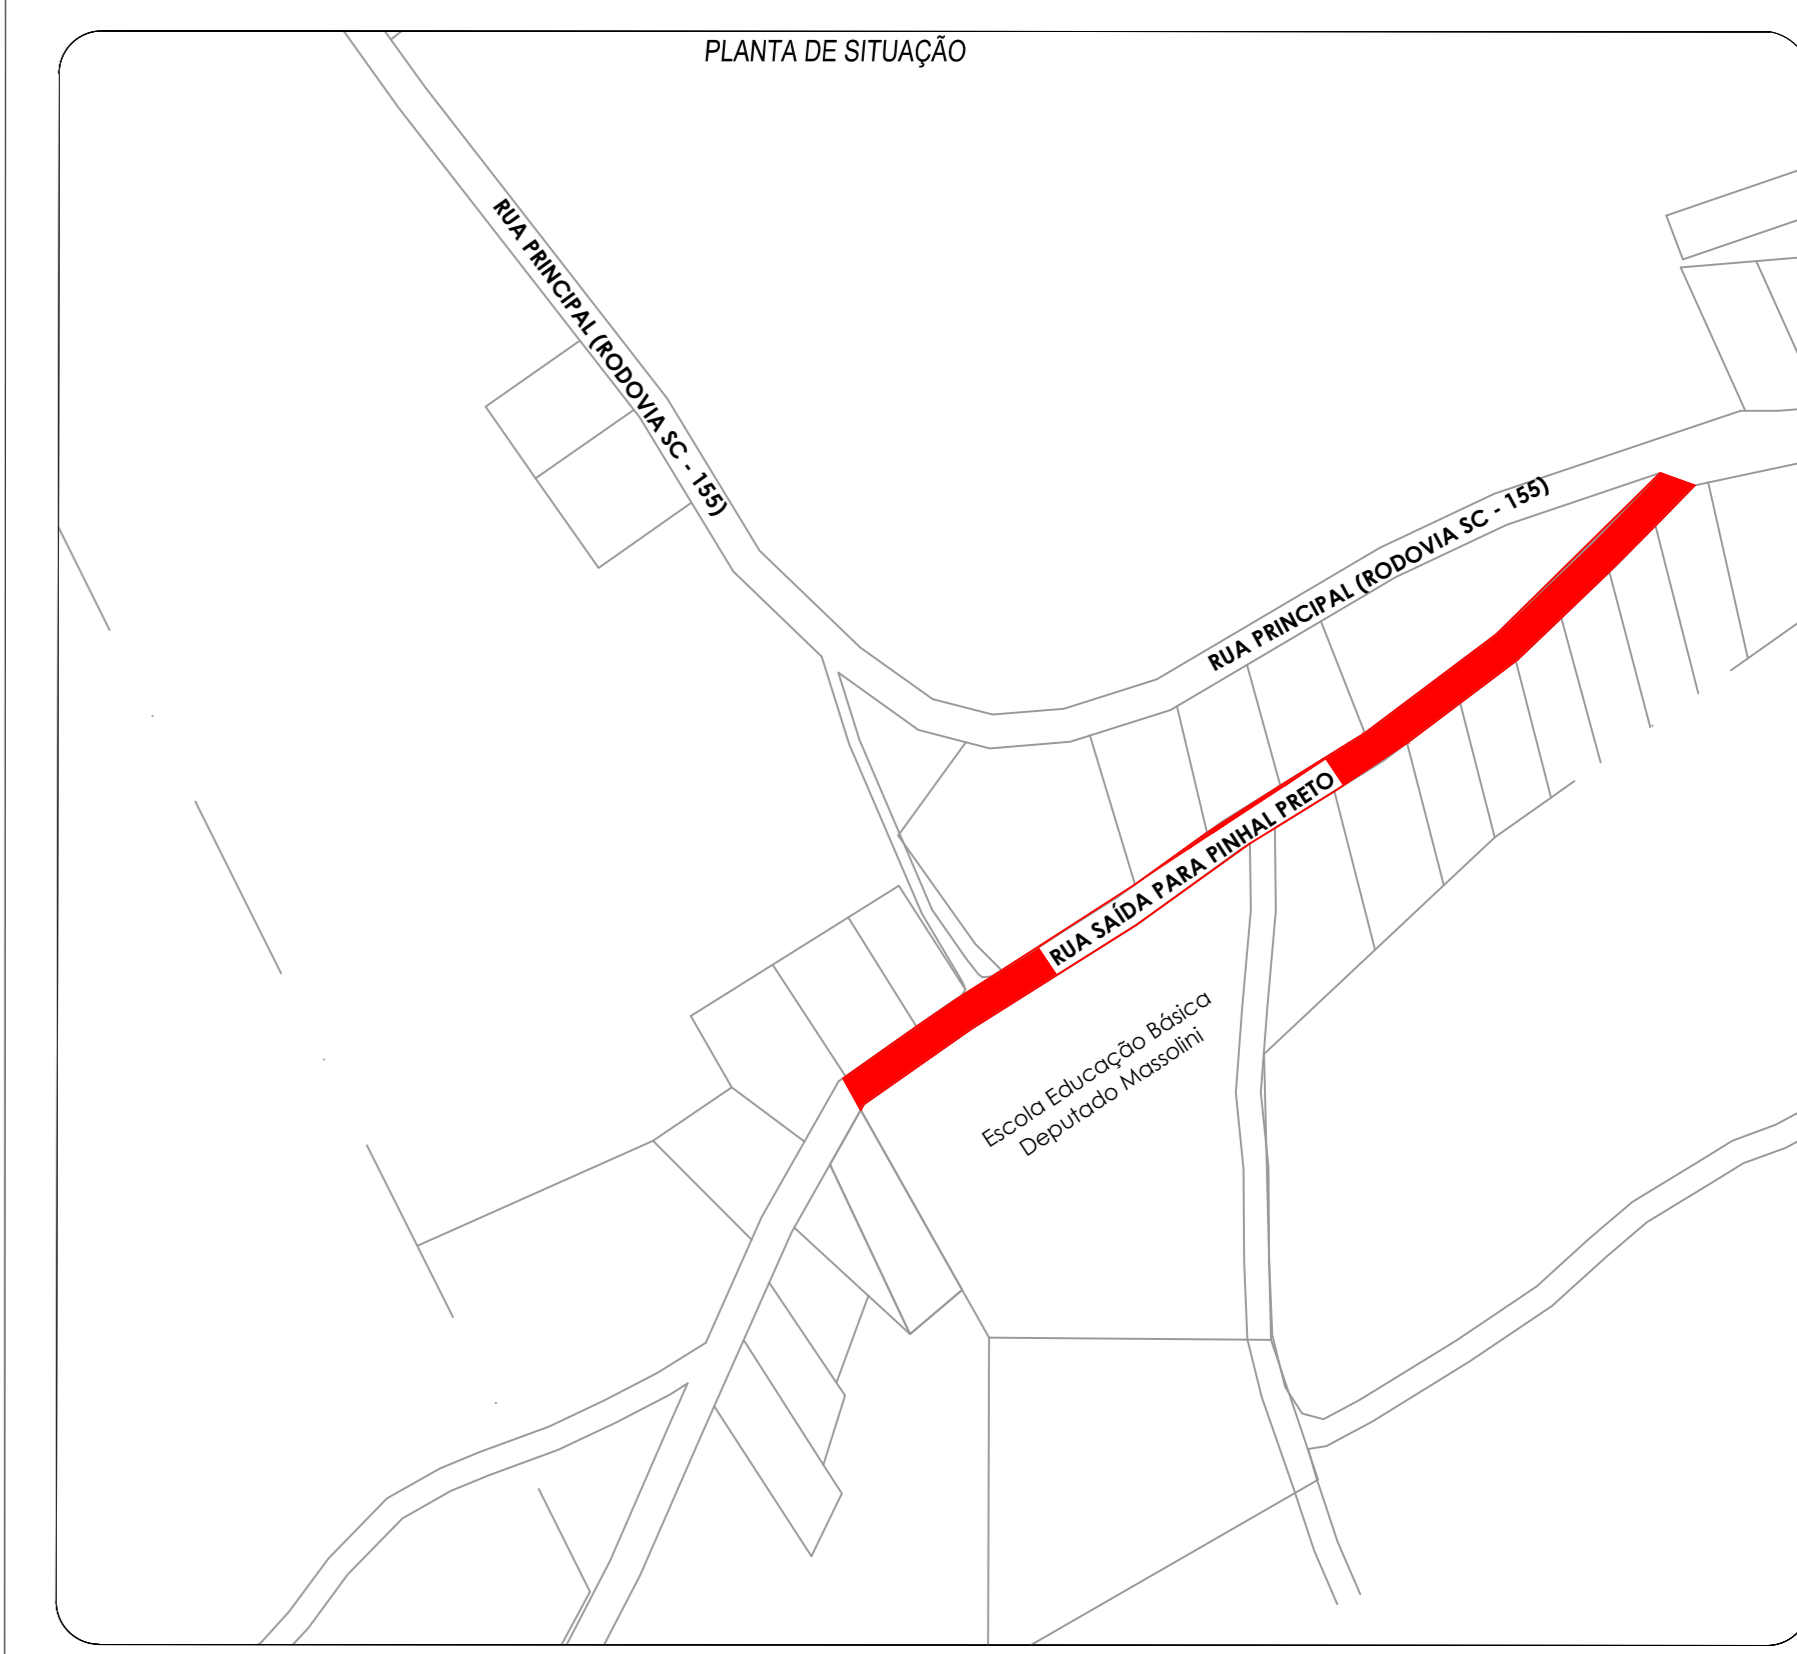 PLANTA DE SITUAÇÃO
RUA PRINCIPAL (RODOVIA SC - 155)
RUA PRINCIPAL (RODOVIA SC - 155)
RUA SAÍDA PARA PINHAL PRETO
Escola Educação Básica
Deputado Massolini